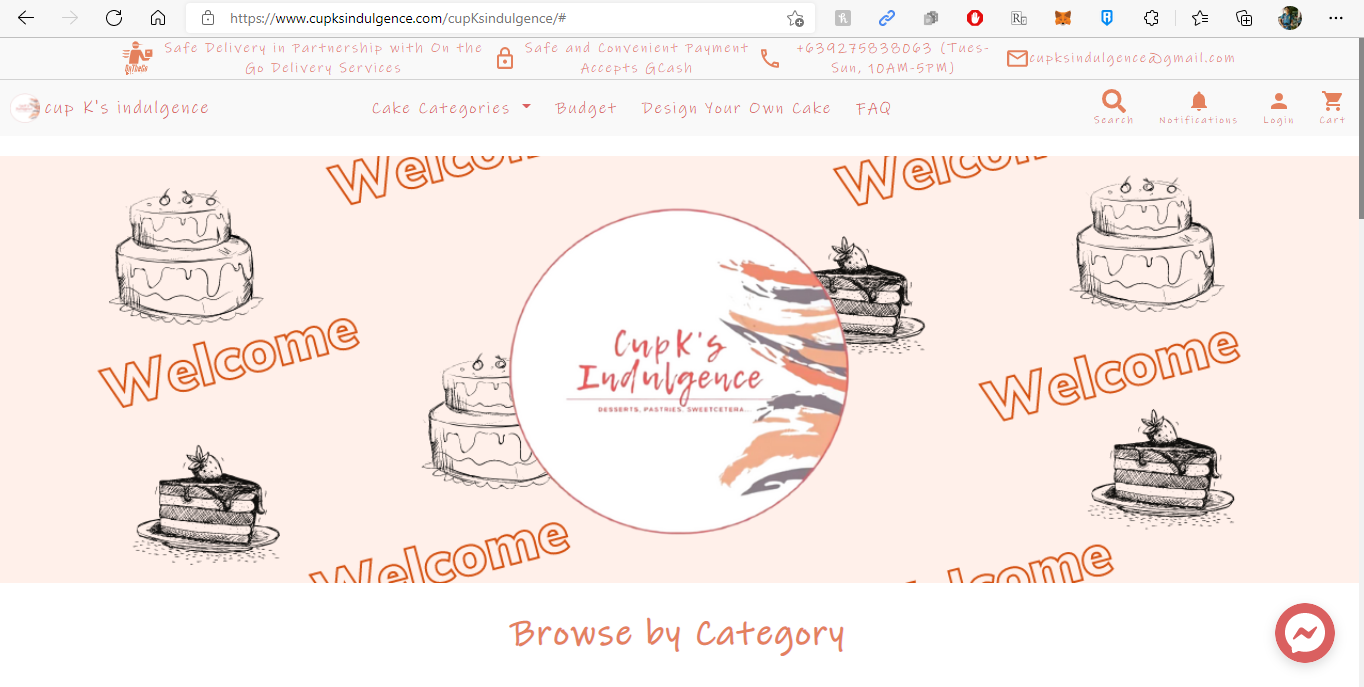 https://www.cupksindulgence.com/cupKsindulgence/#
Safe Delivery in Partnership with On the
Go Delivery Services
Safe and Convenient Payment
Accepts GCash
+639275838063 (Tues-
Sun, 10AM-5PM)
cupksindulgence@gmail.com
cup K's indulgence
Cake Categories
Budget
Design Your Own Cake
FAQ
Search
Notifications
Login
Cart
Welcome
Welcome
Welcome
Welcome
CupK's
Indulgence
DESSERTS, PASTRIES, SWEETCETERA...
Welcome
Welcome
Browse by Category